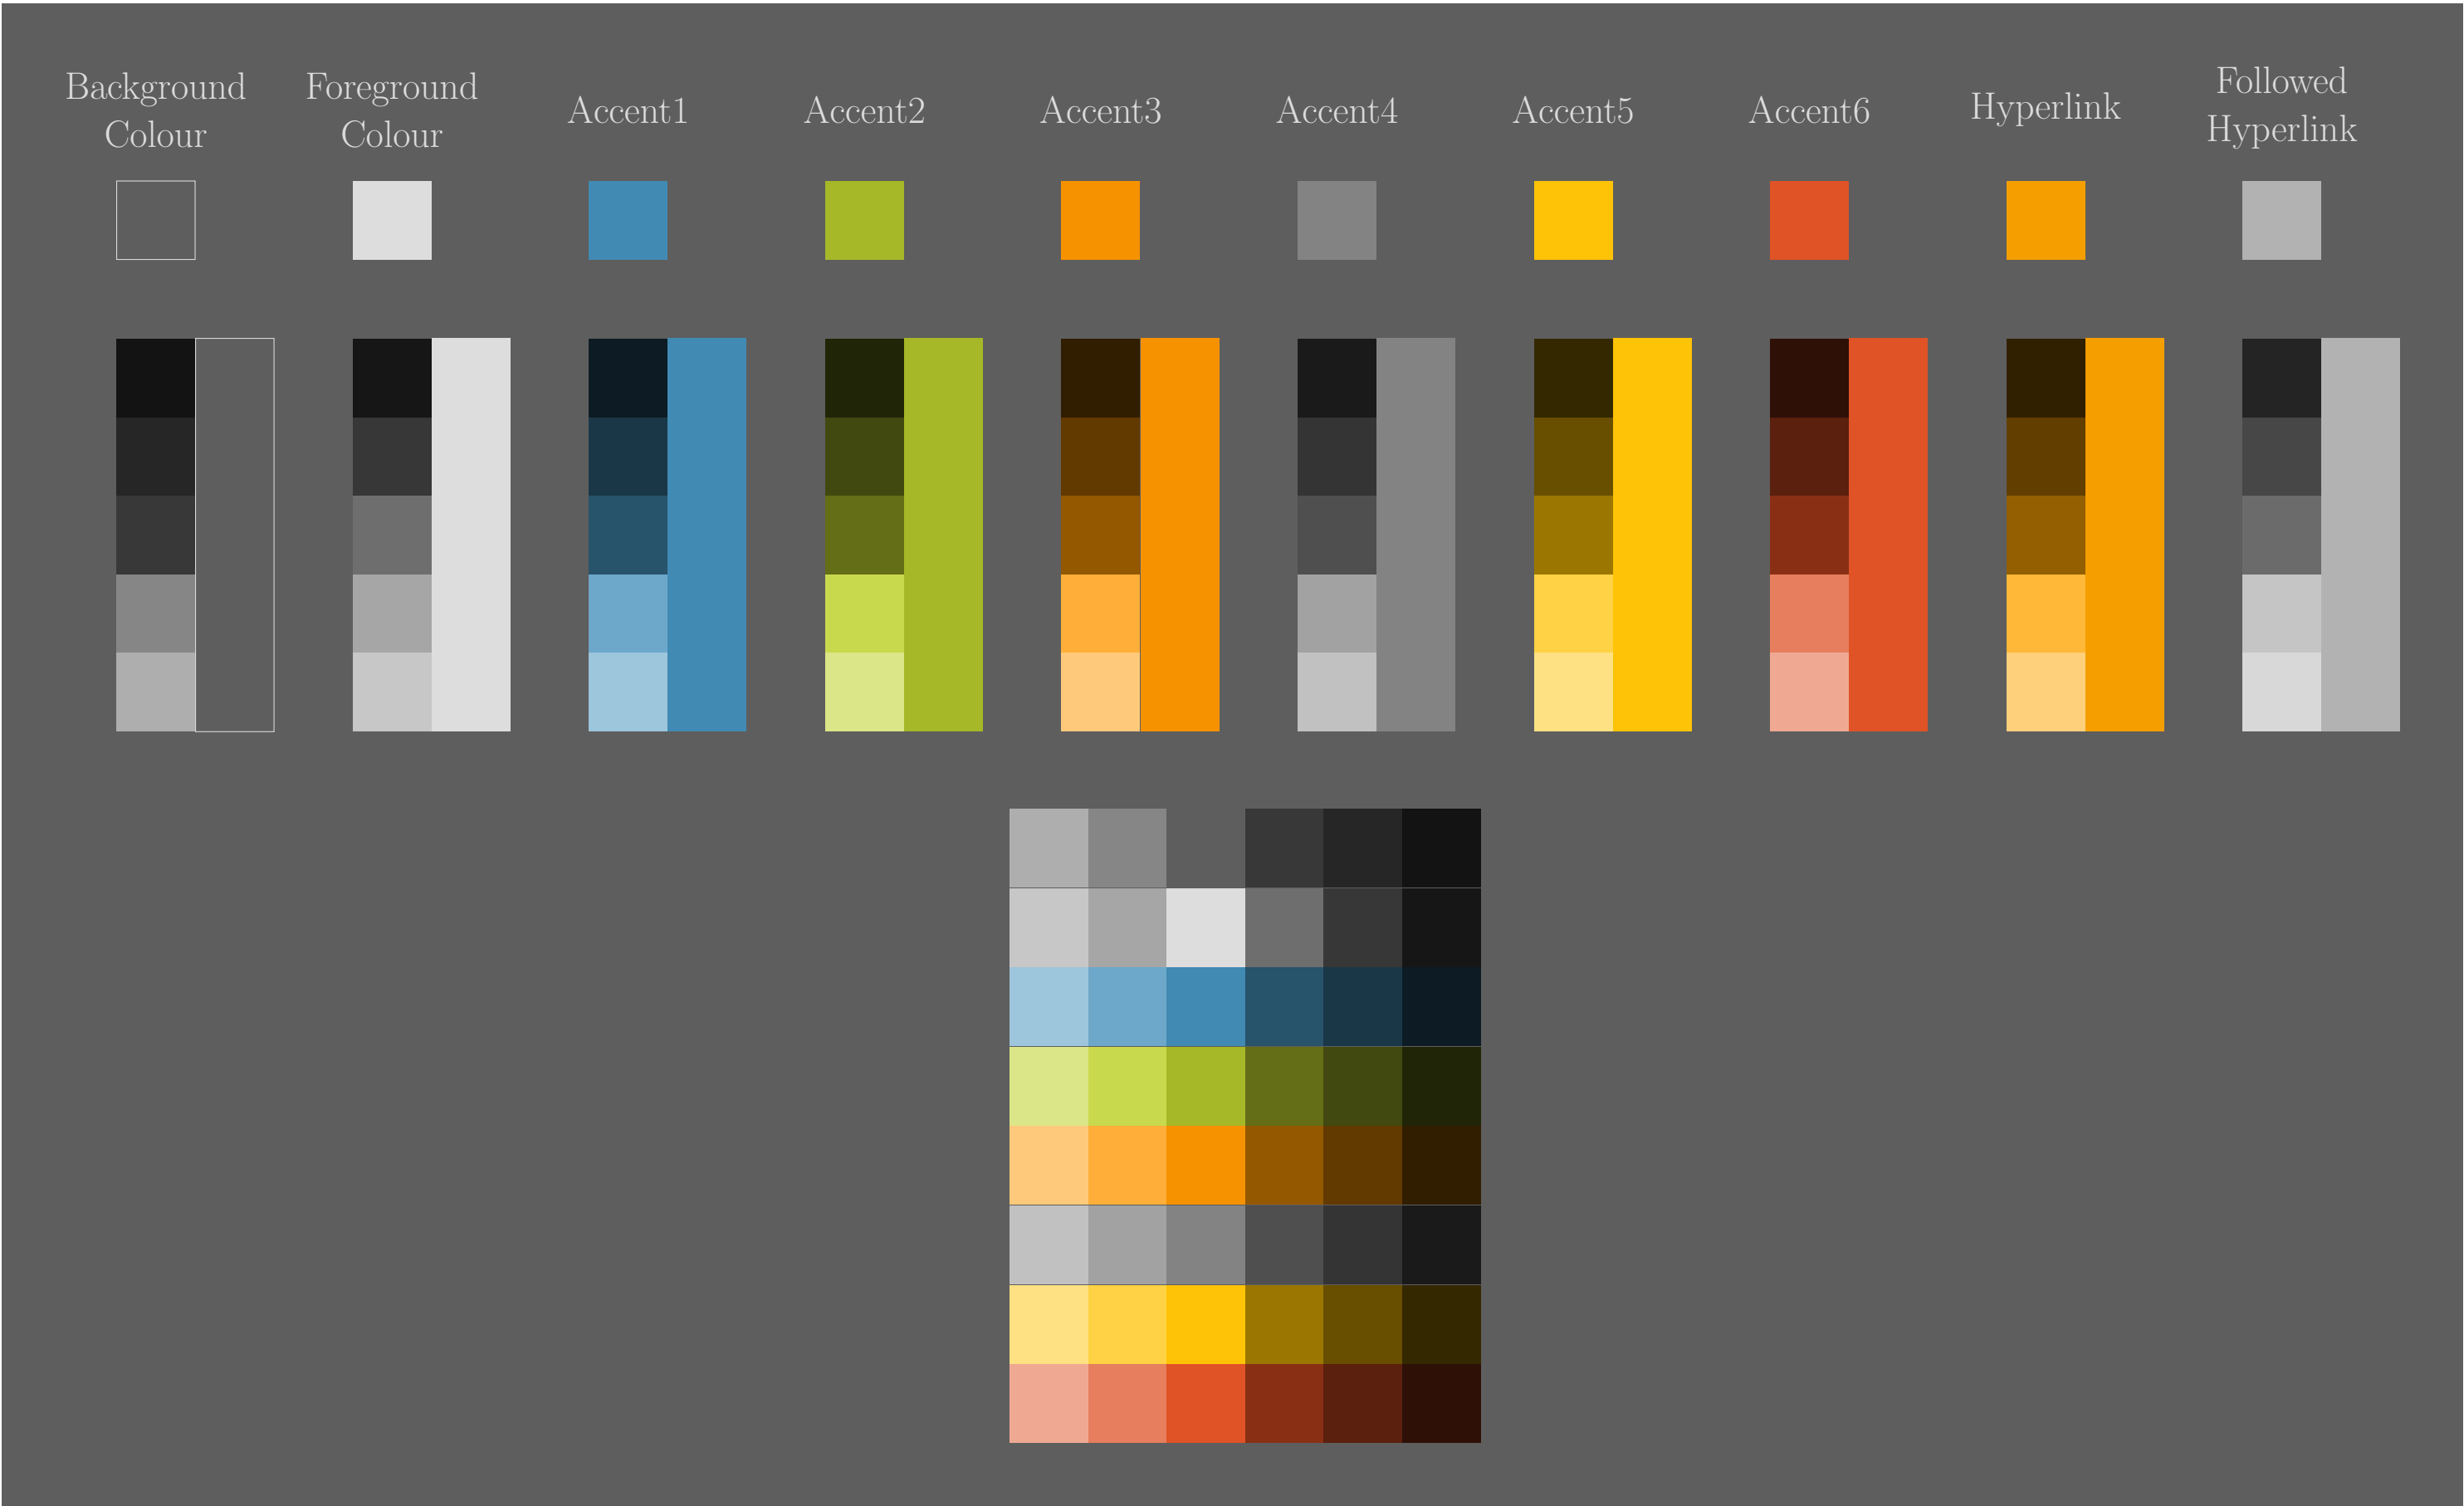 Background
Colour
Foreground
Colour
Accent1
Accent2
Accent3
Accent4
Accent5
Accent6
Hyperlink
Followed
Hyperlink